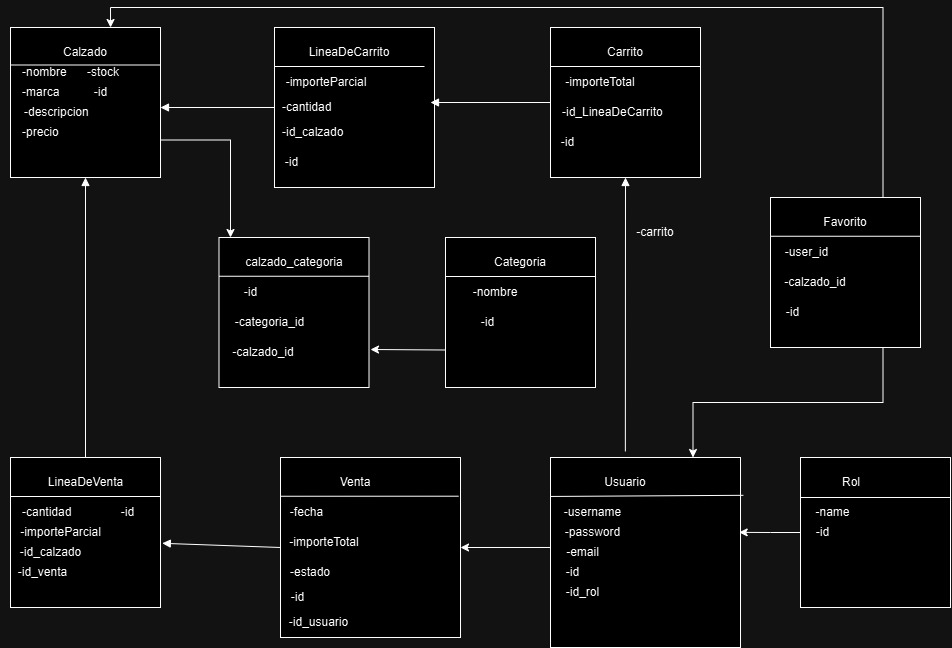 Calzado
-nombre -stock
-marca -id
-descripcion
-precio
LineaDeCarrito
-importeParcial
-cantidad
-id_calzado
-id
Carrito
-importeTotal
-id_LineaDeCarrito
-id
-carrito
Favorito
-user_id
-calzado_id
-id
calzado_categoria
-id
-categoria_id
-calzado_id
Categoria
-nombre
-id
LineaDeVenta
-cantidad -id
-importeParcial
-id_calzado
-id_venta
Venta
-fecha
-importeTotal
-estado
-id
-id_usuario
Usuario
-username
-password
-email
-id
-id_rol
Rol
-name
-id